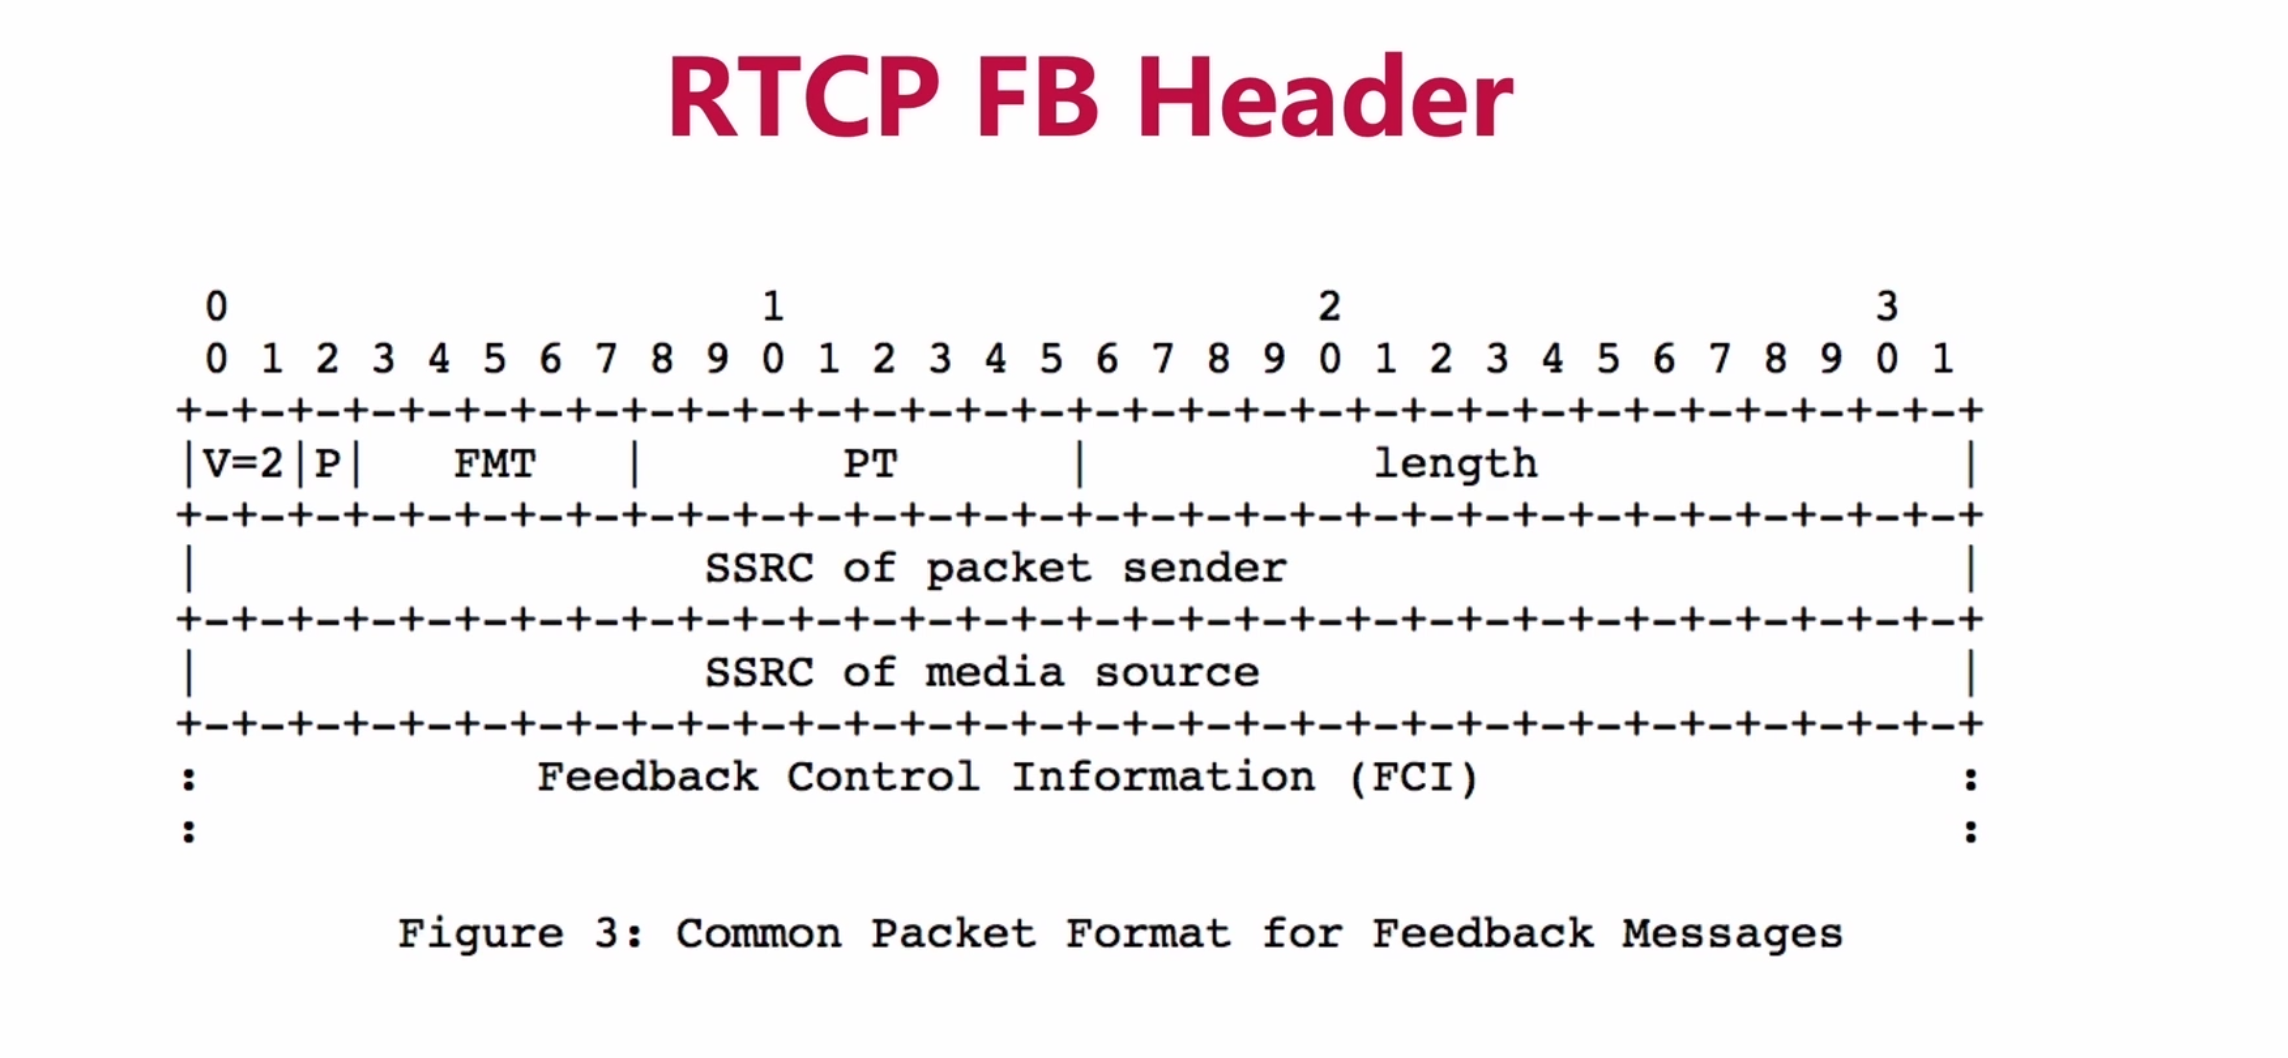 RTCP FB Header
0                   1                   2                   3
0 1 2 3 4 5 6 7 8 9 0 1 2 3 4 5 6 7 8 9 0 1 2 3 4 5 6 7 8 9 0 1
+-+-+-+-+-+-+-+-+-+-+-+-+-+-+-+-+-+-+-+-+-+-+-+-+-+-+-+-+-+-+-+-+
|V=2|P|   FMT   |       PT      |          length               |
+-+-+-+-+-+-+-+-+-+-+-+-+-+-+-+-+-+-+-+-+-+-+-+-+-+-+-+-+-+-+-+-+
|                  SSRC of packet sender                        |
+-+-+-+-+-+-+-+-+-+-+-+-+-+-+-+-+-+-+-+-+-+-+-+-+-+-+-+-+-+-+-+-+
|                  SSRC of media source                         |
+-+-+-+-+-+-+-+-+-+-+-+-+-+-+-+-+-+-+-+-+-+-+-+-+-+-+-+-+-+-+-+-+
:            Feedback Control Information (FCI)                 :
:                                                               :
Figure 3: Common Packet Format for Feedback Messages